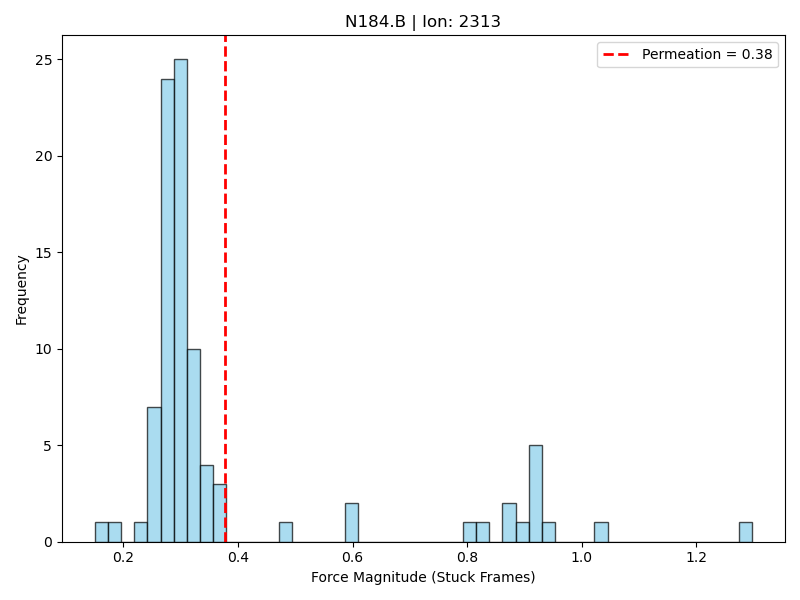 N184.B | Ion: 2313
Permeation = 0.38
Frequency
25
20
15
10
5
0
0.2 0.4 0.6 0.8 1.0 1.2
Force Magnitude (Stuck Frames)